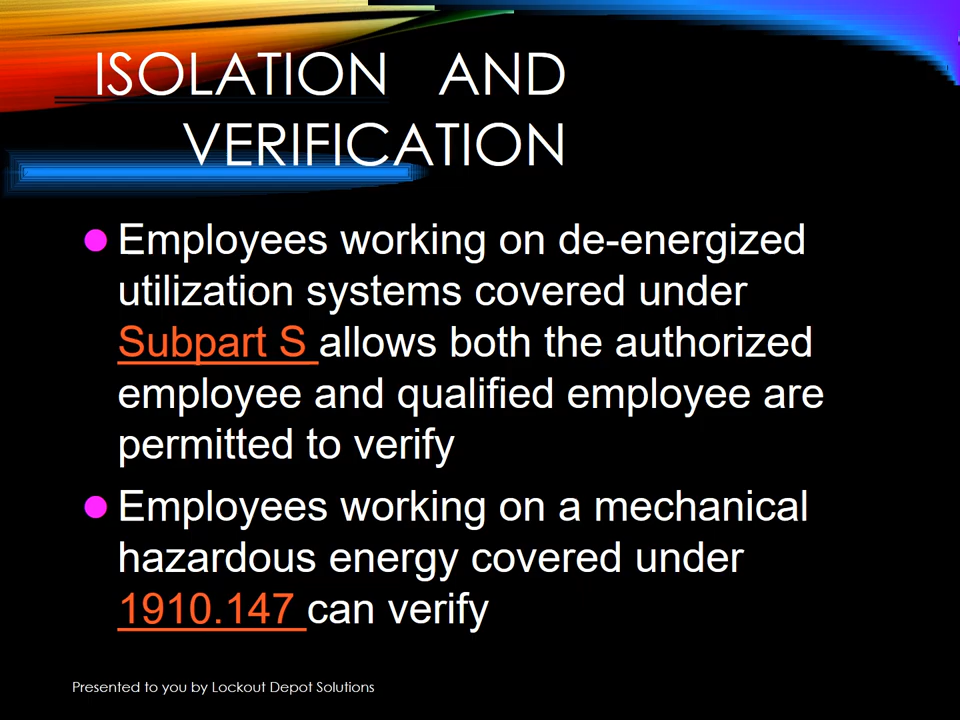 ISOLATION AND
VERIFICATION
Employees working on de-energized
utilization systems covered under
Subpart S allows both the authorized
employee and qualified employee are
permitted to verify
Employees working on a mechanical
hazardous energy covered under
1910.147 can verify
Presented to you by Lockout Depot Solutions